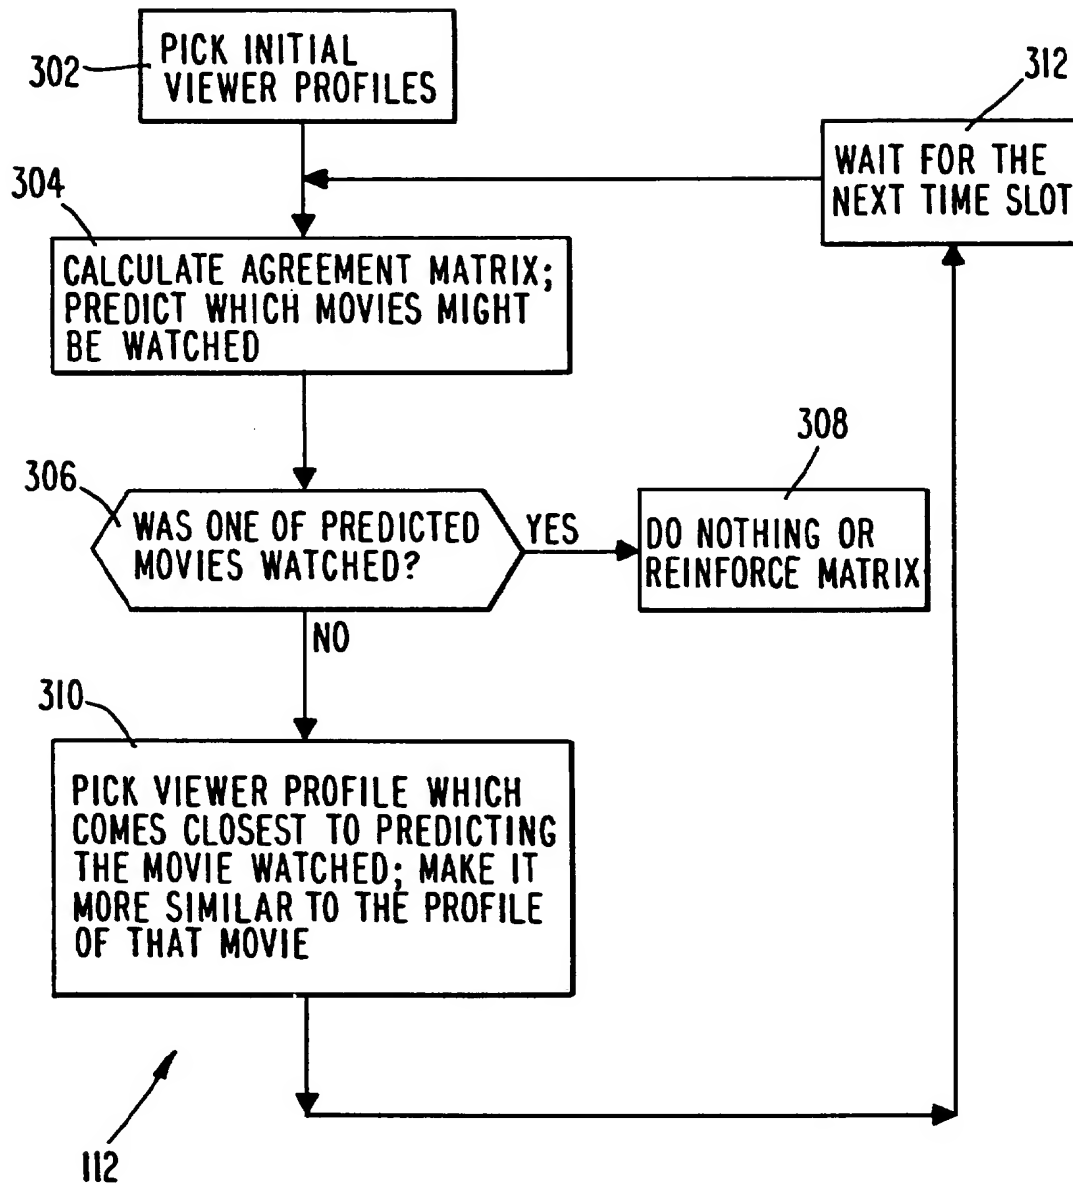 302
PICK INITIAL
VIEWER PROFILES
312
WAIT FOR THE
NEXT TIME SLOT
304
CALCULATE AGREEMENT MATRIX;
PREDICT WHICH MOVIES MIGHT
BE WATCHED
306
WAS ONE OF PREDICTED
MOVIES WATCHED?
YES
308
DO NOTHING OR
REINFORCE MATRIX
NO
310
PICK VIEWER PROFILE WHICH
COMES CLOSEST TO PREDICTING
THE MOVIE WATCHED; MAKE IT
MORE SIMILAR TO THE PROFILE
OF THAT MOVIE
112